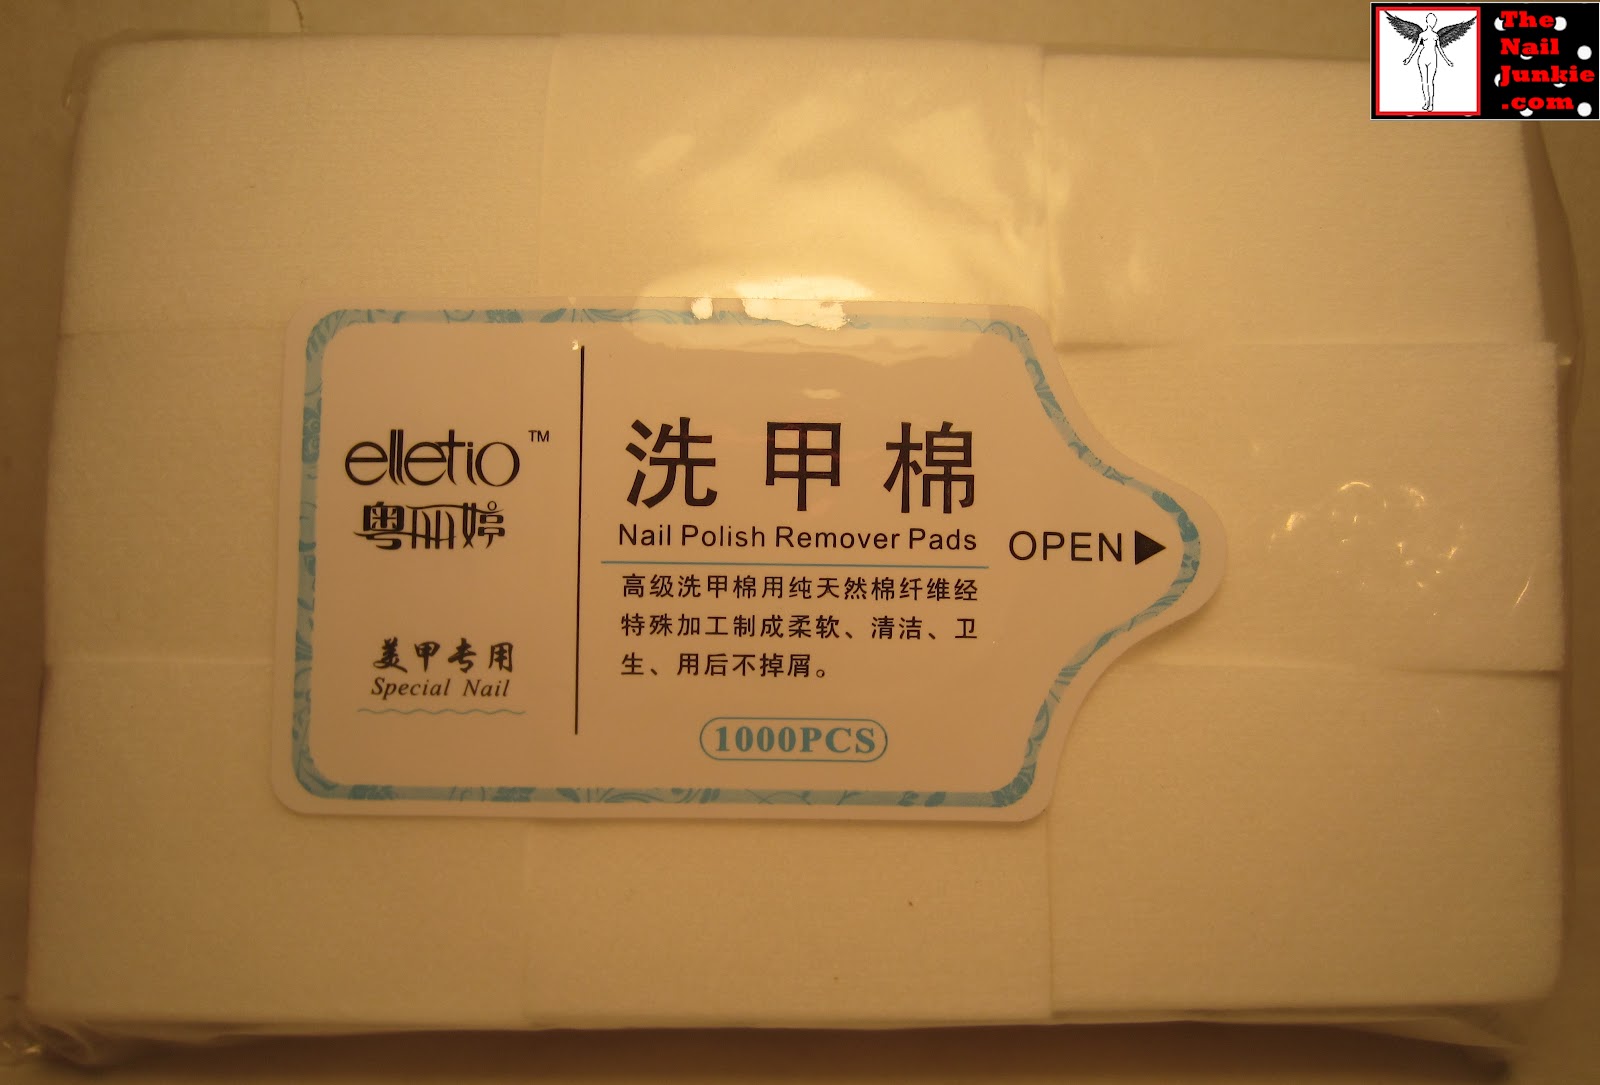 The
Nail
Junkie
.com
elletio™
粤丽婷
美甲专用
Special Nail
洗甲棉
Nail Polish Remover Pads
高级洗甲棉用纯天然棉纤维经
特殊加工制成柔软、清洁、卫
生、用后不掉屑。
1000PCS
OPEN